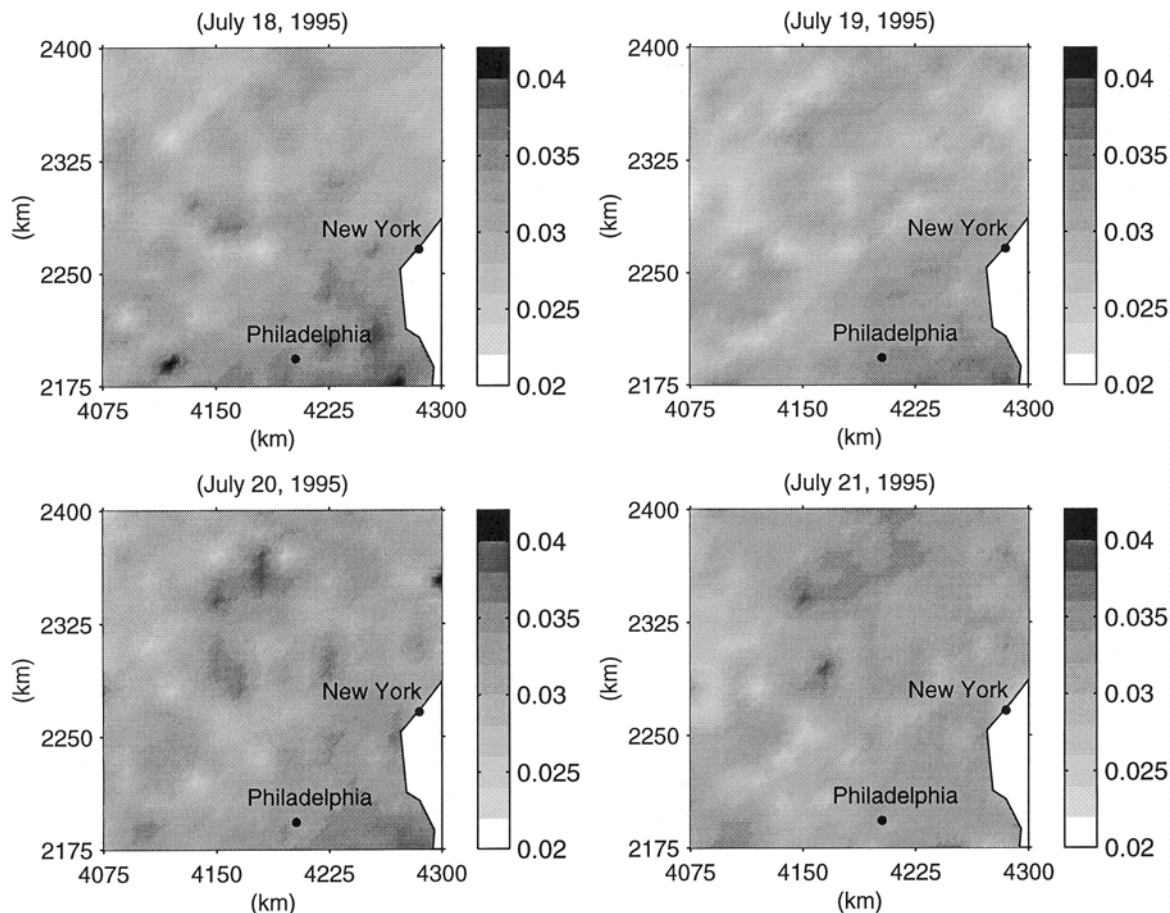 (July 18, 1995)
2400
2325
2250
2175
(km)
4075 4150 4225 4300
(km)
New York
Philadelphia
0.04
0.035
0.03
0.025
0.02
(July 19, 1995)
2400
2325
2250
2175
(km)
4075 4150 4225 4300
(km)
New York
Philadelphia
0.04
0.035
0.03
0.025
0.02
(July 20, 1995)
2400
2325
2250
2175
(km)
4075 4150 4225 4300
(km)
New York
Philadelphia
0.04
0.035
0.03
0.025
0.02
(July 21, 1995)
2400
2325
2250
2175
(km)
4075 4150 4225 4300
(km)
New York
Philadelphia
0.04
0.035
0.03
0.025
0.02